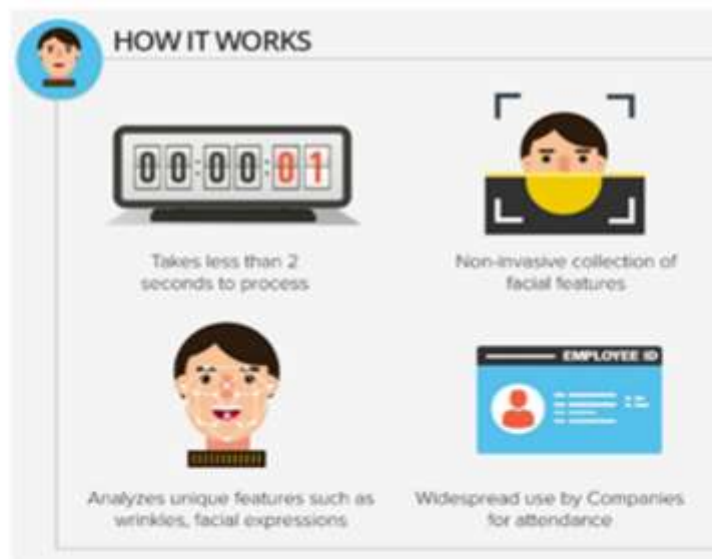 HOW IT WORKS
00:00:01
Takes less than 2
seconds to process
Non-invasive collection of
facial features
EMPLOYEE ID
Analyzes unique features such as
wrinkles, facial expressions
Widespread use by Companies
for attendance